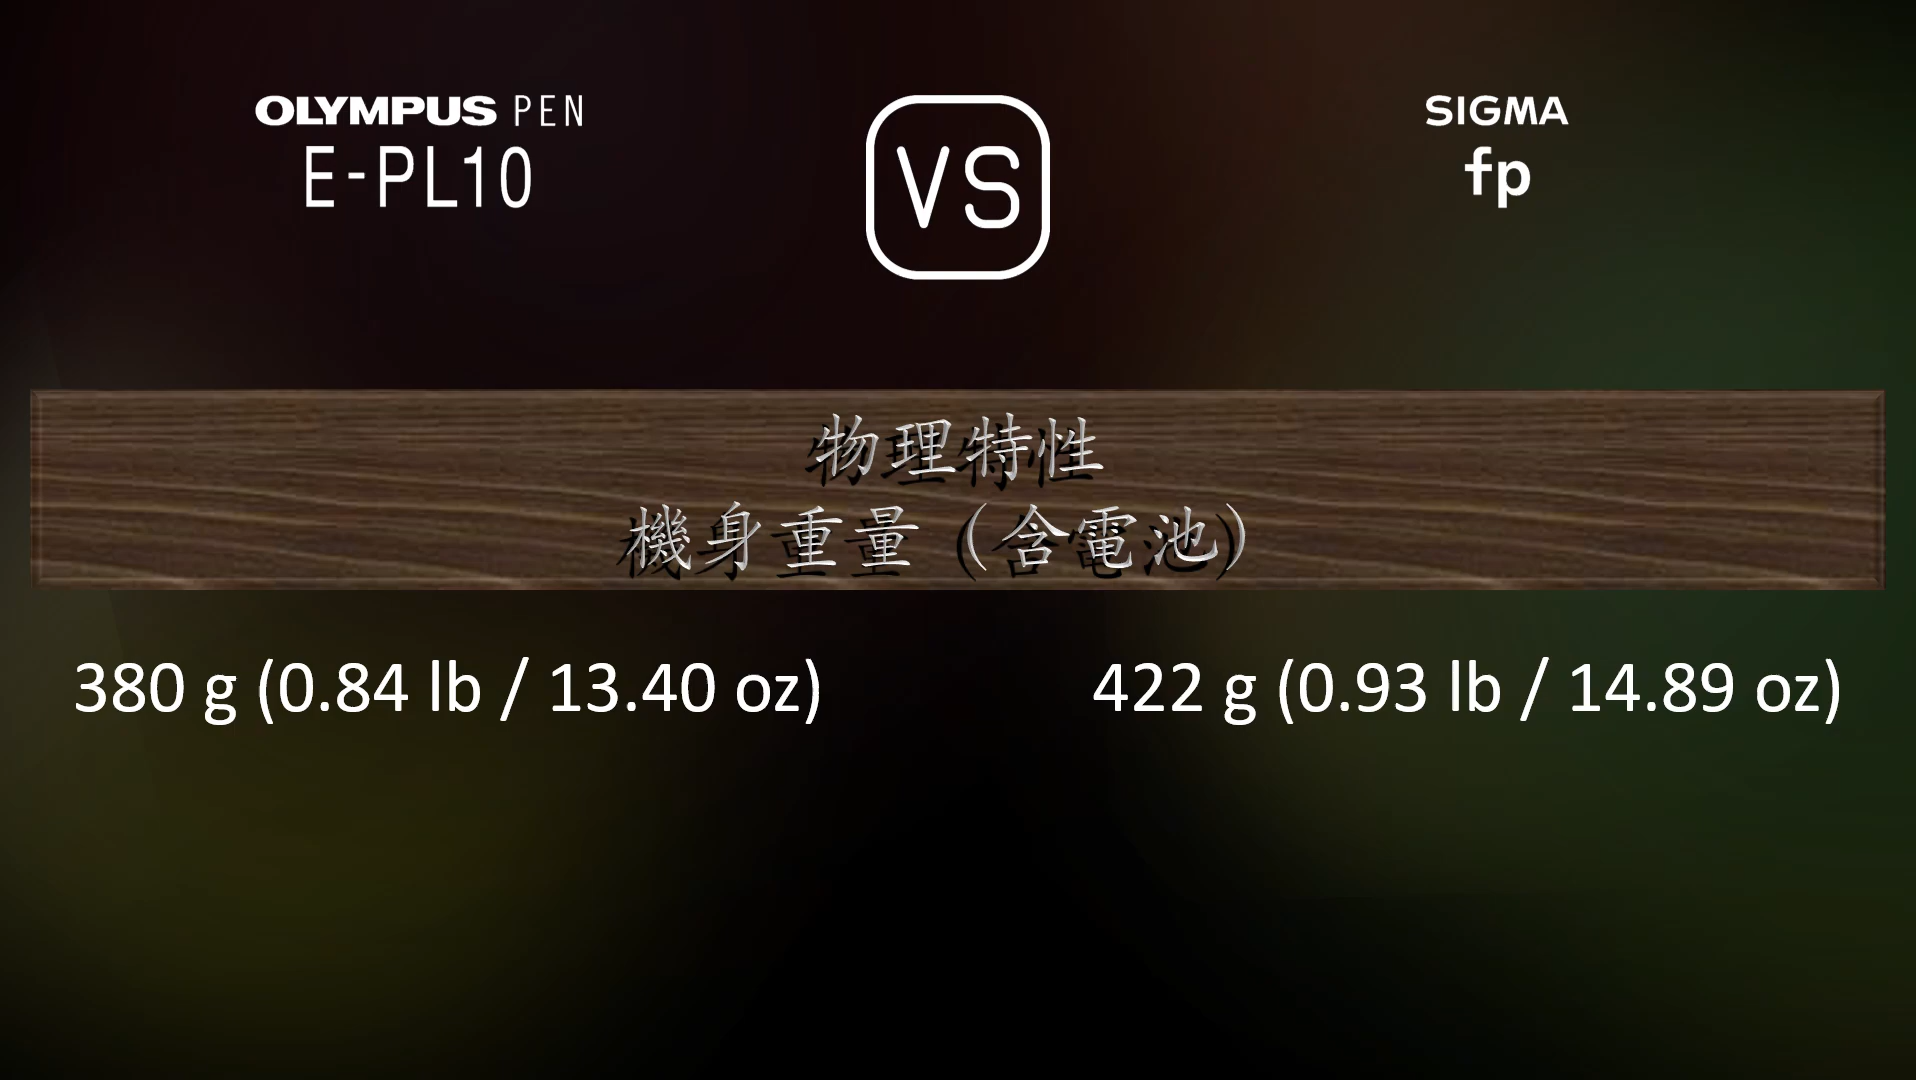 OLYMPUS PEN
E-PL10
VS
SIGMA
fp
物理特性
機身重量（含電池）
380 g (0.84 lb / 13.40 oz)
422 g (0.93 lb / 14.89 oz)